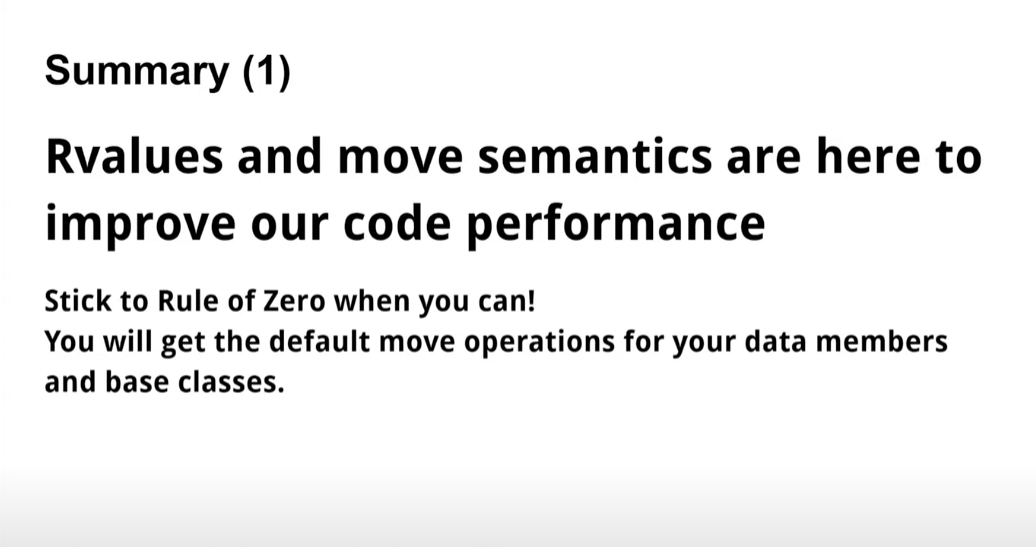 Summary (1)
Rvalues and move semantics are here to
improve our code performance
Stick to Rule of Zero when you can!
You will get the default move operations for your data members
and base classes.